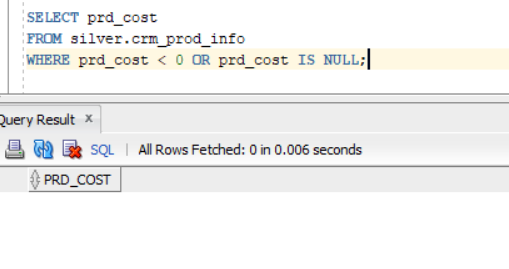 SELECT prd_cost
FROM silver.crm_prod_info
WHERE prd_cost < 0 OR prd_cost IS NULL;
Query Result x
SQL | All Rows Fetched: 0 in 0.006 seconds
PRD_COST